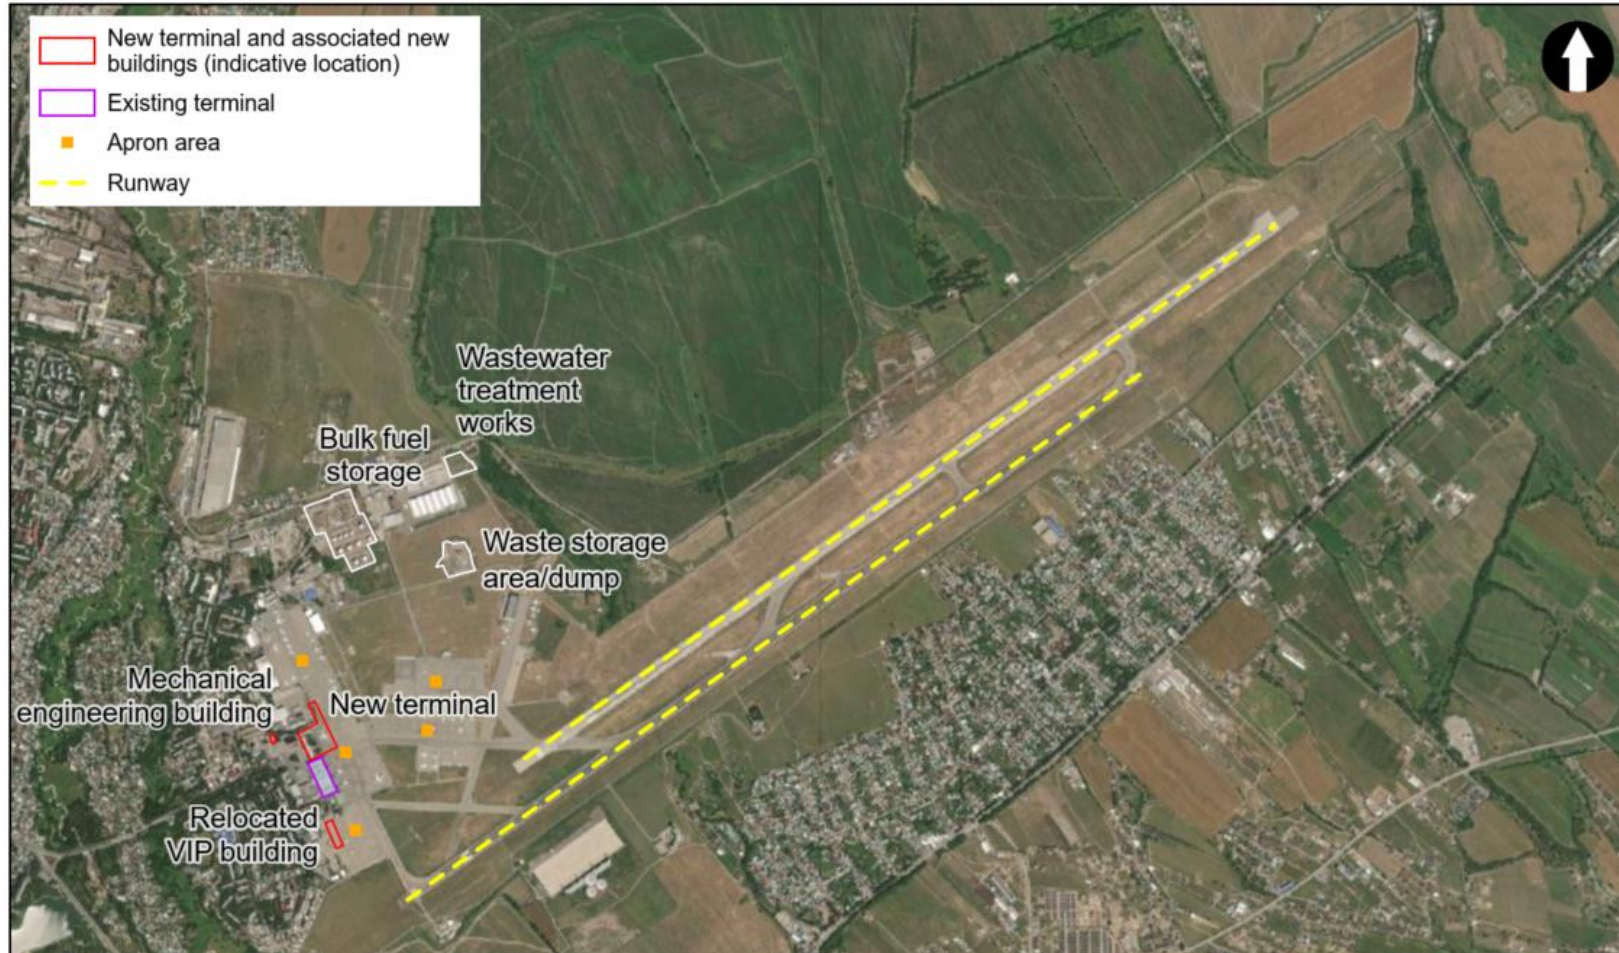 New terminal and associated new
buildings (indicative location)
Existing terminal
Apron area
Runway
Wastewater
treatment
works
Bulk fuel
storage
Waste storage
area/dump
Mechanical
engineering building
New terminal
Relocated
VIP building